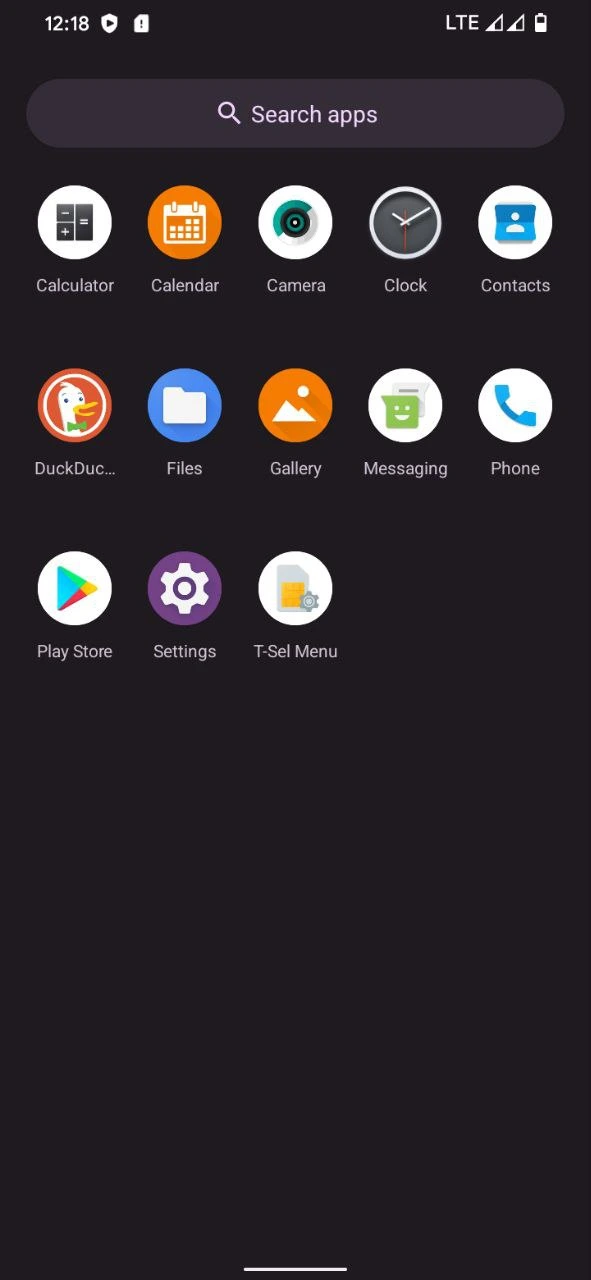 12:18 LTE
Search apps
Calculator Calendar Camera Clock Contacts
DuckDuc... Files Gallery Messaging Phone
Play Store Settings T-Sel Menu